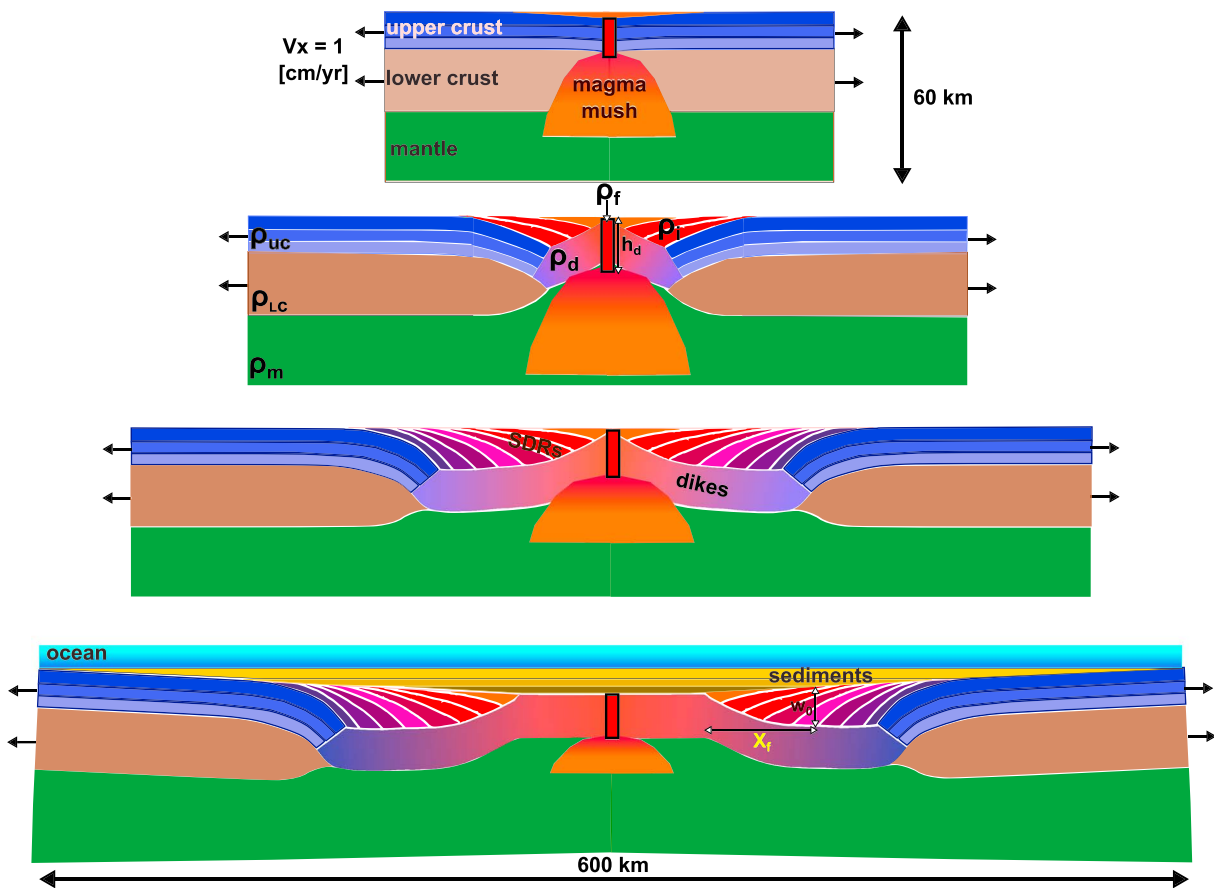 upper crust
Vx = 1
[cm/yr]
lower crust
magma
mush
60 km
mantle
ρf
ρuc
ρi
hd
ρd
ρLC
ρm
SDRs
dikes
ocean
sediments
w0
Xf
600 km